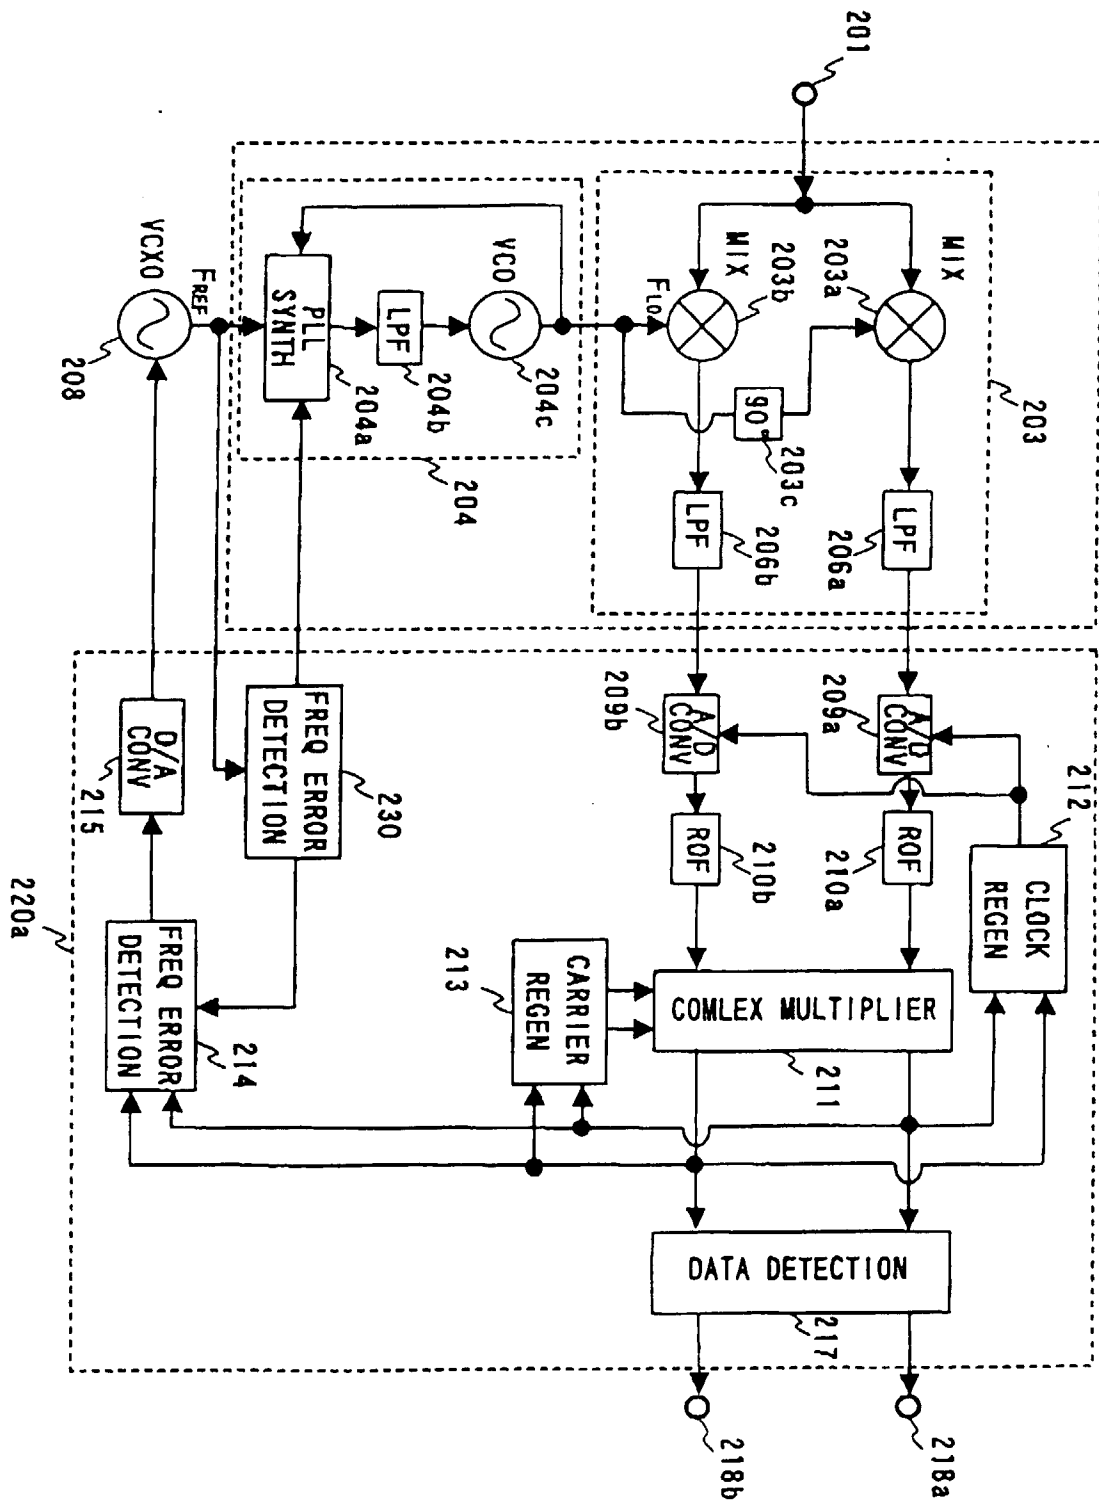 201
MIX
203a
MIX
203b
FLO
90°
203c
203
LPF
206a
LPF
206b
VCO
204c
LPF
204b
PLL
SYNTH
204a
204
VCXO
208
FREF
A/D
CONV
209a
A/D
CONV
209b
ROF
210a
ROF
210b
CLOCK
REGEN
212
COMLEX MULTIPLIER
211
CARRIER
REGEN
213
FREQ ERROR
DETECTION
230
D/A
CONV
215
FREQ ERROR
DETECTION
214
220a
DATA DETECTION
217
218a
218b